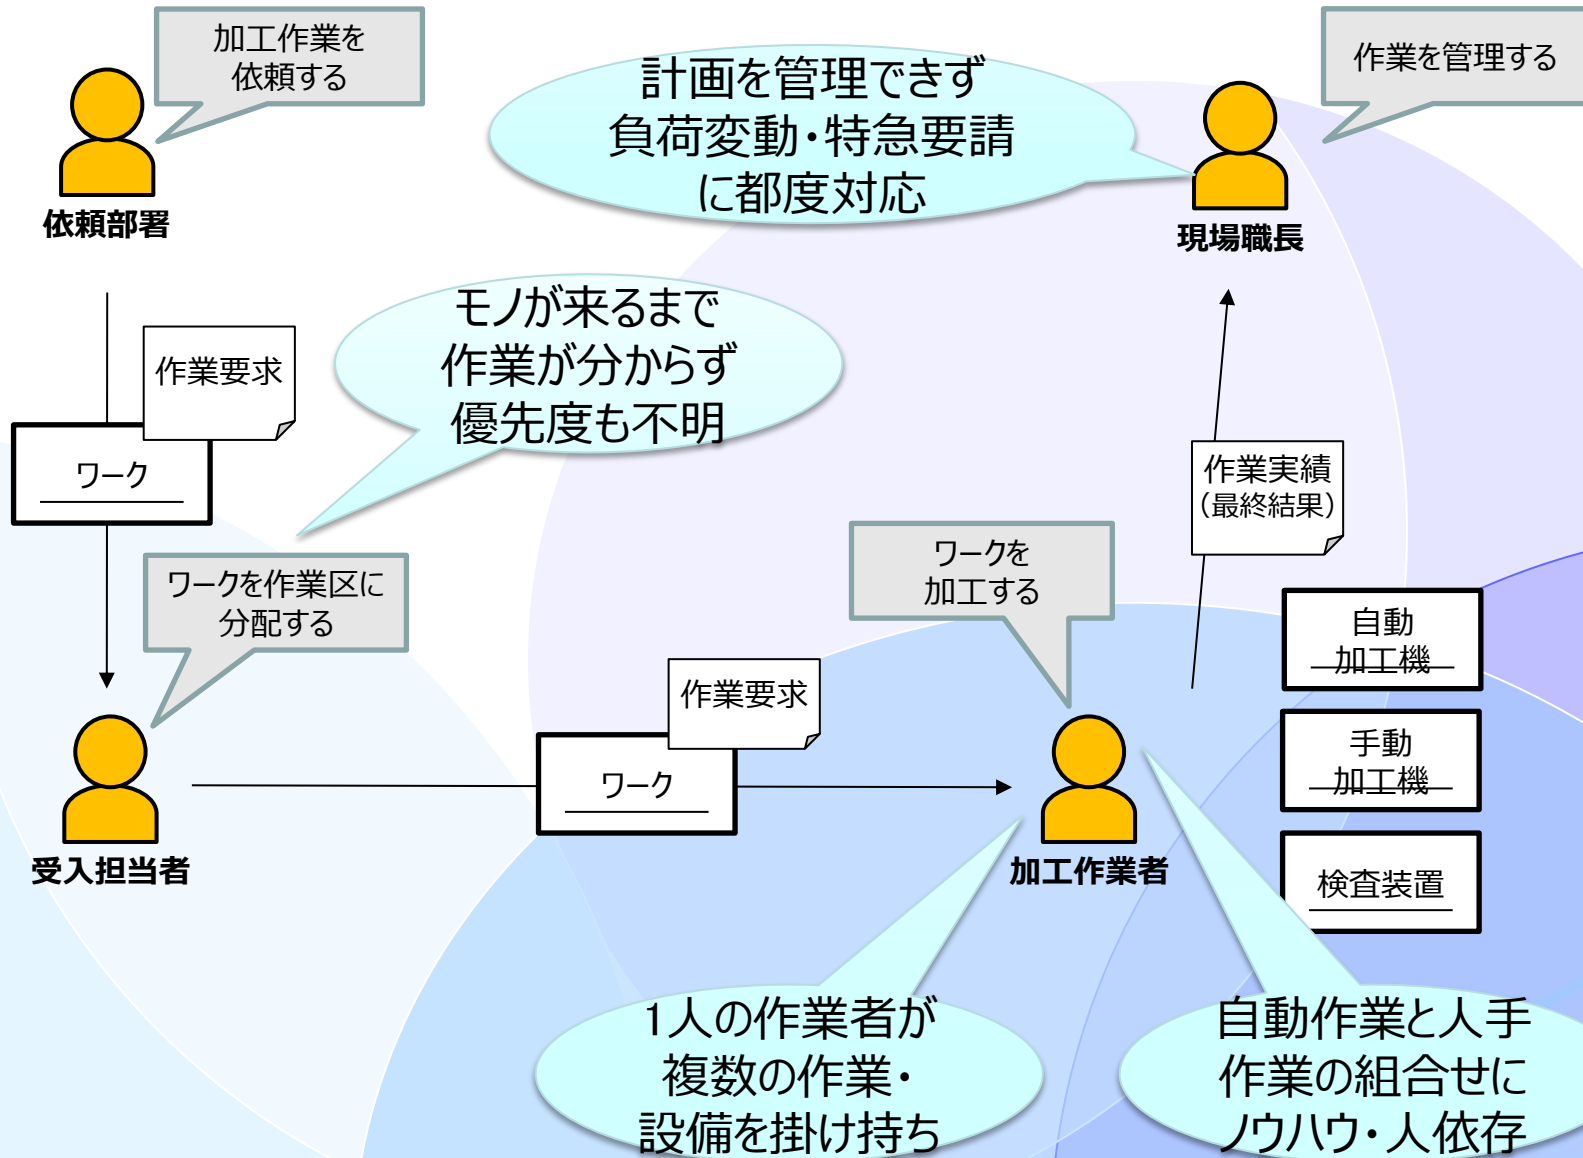 加工作業を
依頼する
依頼部署
計画を管理できず
負荷変動・特急要請
に都度対応
作業を管理する
現場職長
モノが来るまで
作業が分からず
優先度も不明
作業要求
ワーク
ワークを作業区に
分配する
受入担当者
作業要求
ワーク
ワークを
加工する
加工作業者
作業実績
（最終結果）
自動
加工機
手動
加工機
検査装置
1人の作業者が
複数の作業・
設備を掛け持ち
自動作業と人手
作業の組合せに
ノウハウ・人依存